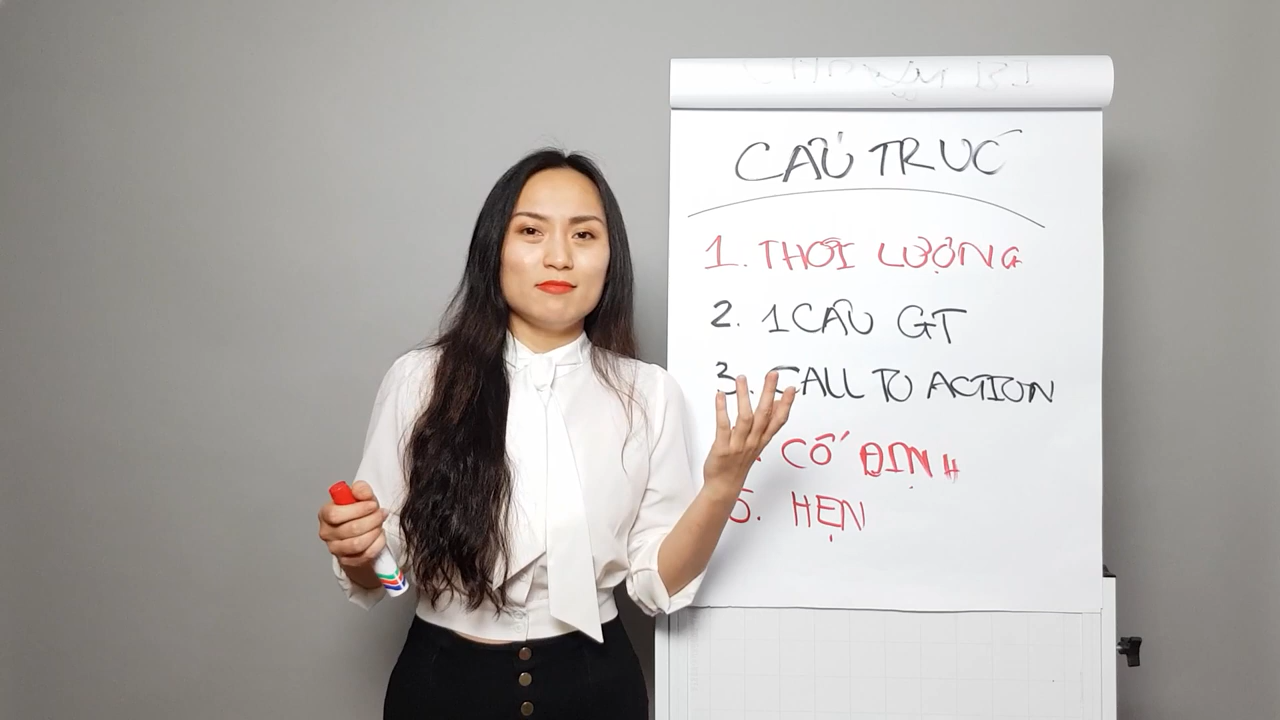 CẤU TRÚC
1. THỜI LƯỢNG
2. 1 CÂU GT
3. CALL TO ACTION
. CỐ ĐỊNH
5. HẸN